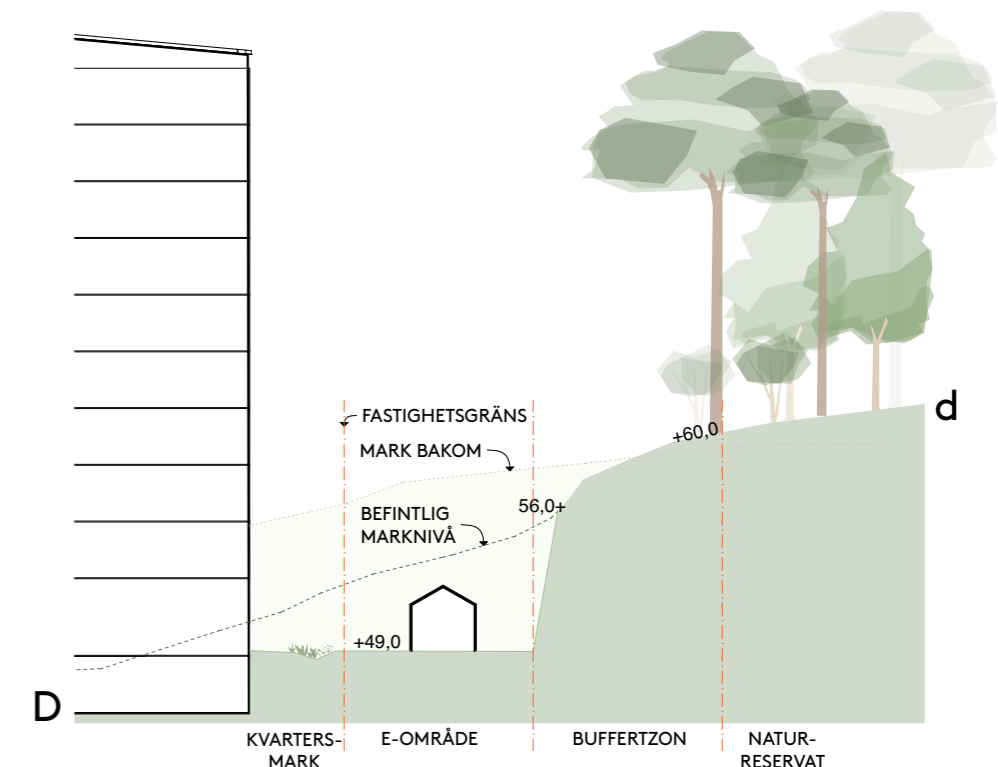 FASTIGHETSGRÄNS
d
+60,0
MARK BAKOM
56,0+
BEFINTLIG
MARKNIVÅ
+49,0
D
KVARTERS-
MARK
E-OMRÅDE
BUFFERTZON
NATUR-
RESERVAT